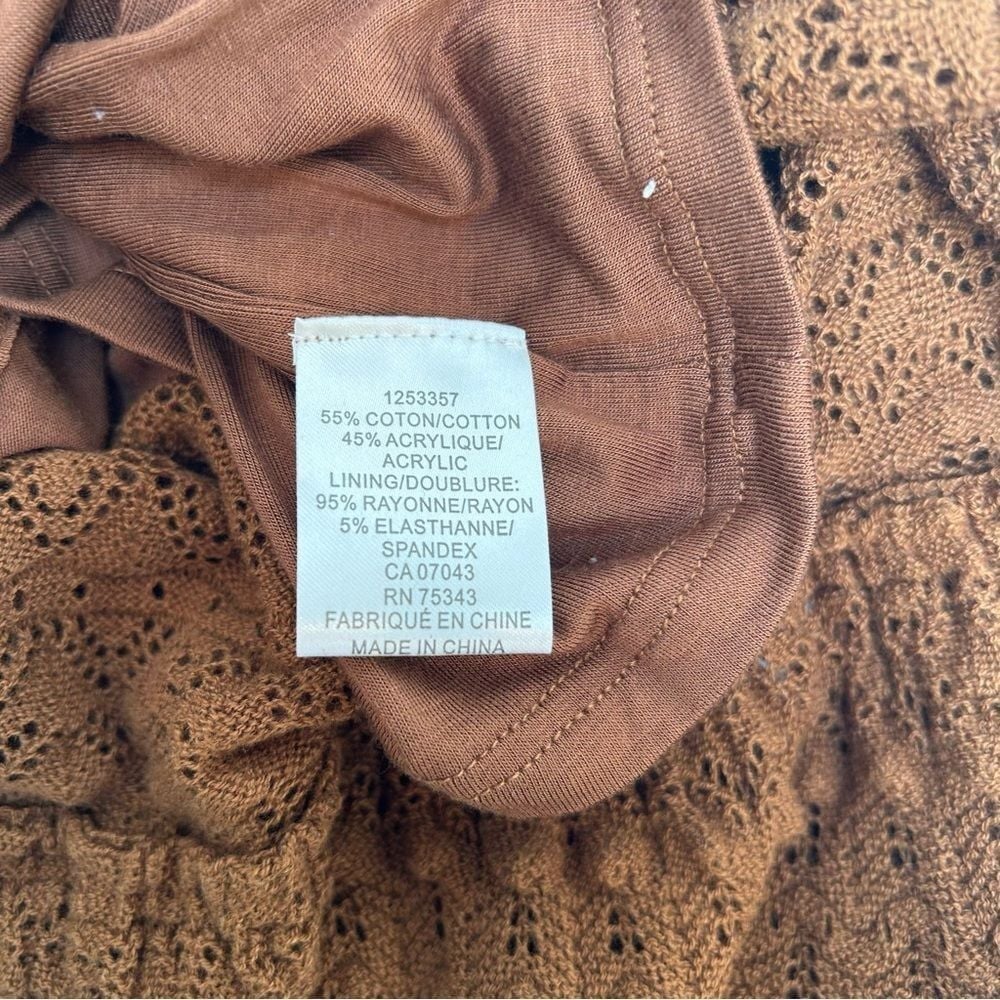 1253357
55% COTON/COTTON
45% ACRYLIQUE/
ACRYLIC
LINING/DOUBLURE:
95% RAYONNE/RAYON
5% ELASTHANNE/
SPANDEX
CA 07043
RN 75343
FABRIQUÉ EN CHINE
MADE IN CHINA